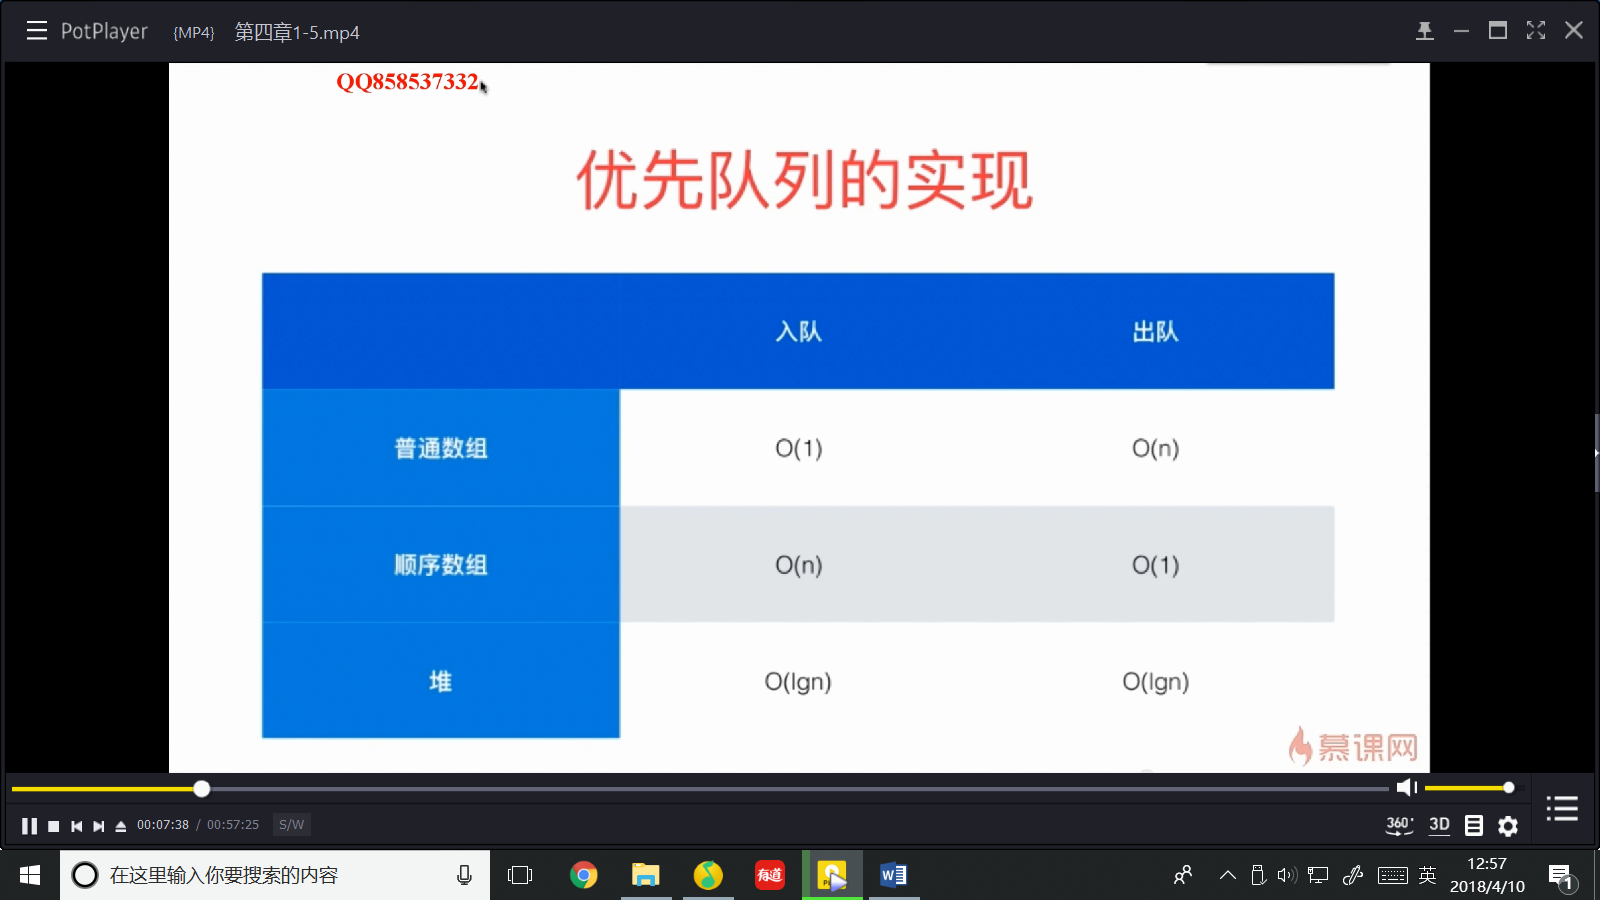 PotPlayer {MP4} 第四章1-5.mp4
QQ858537332
优先队列的实现
入队 出队
普通数组 O(1) O(n)
顺序数组 O(n) O(1)
堆 O(lgn) O(lgn)
慕课网
00:07:38 / 00:57:25 S/W 360° 3D
在这里输入你要搜索的内容 有道 英 12:57
2018/4/10 1